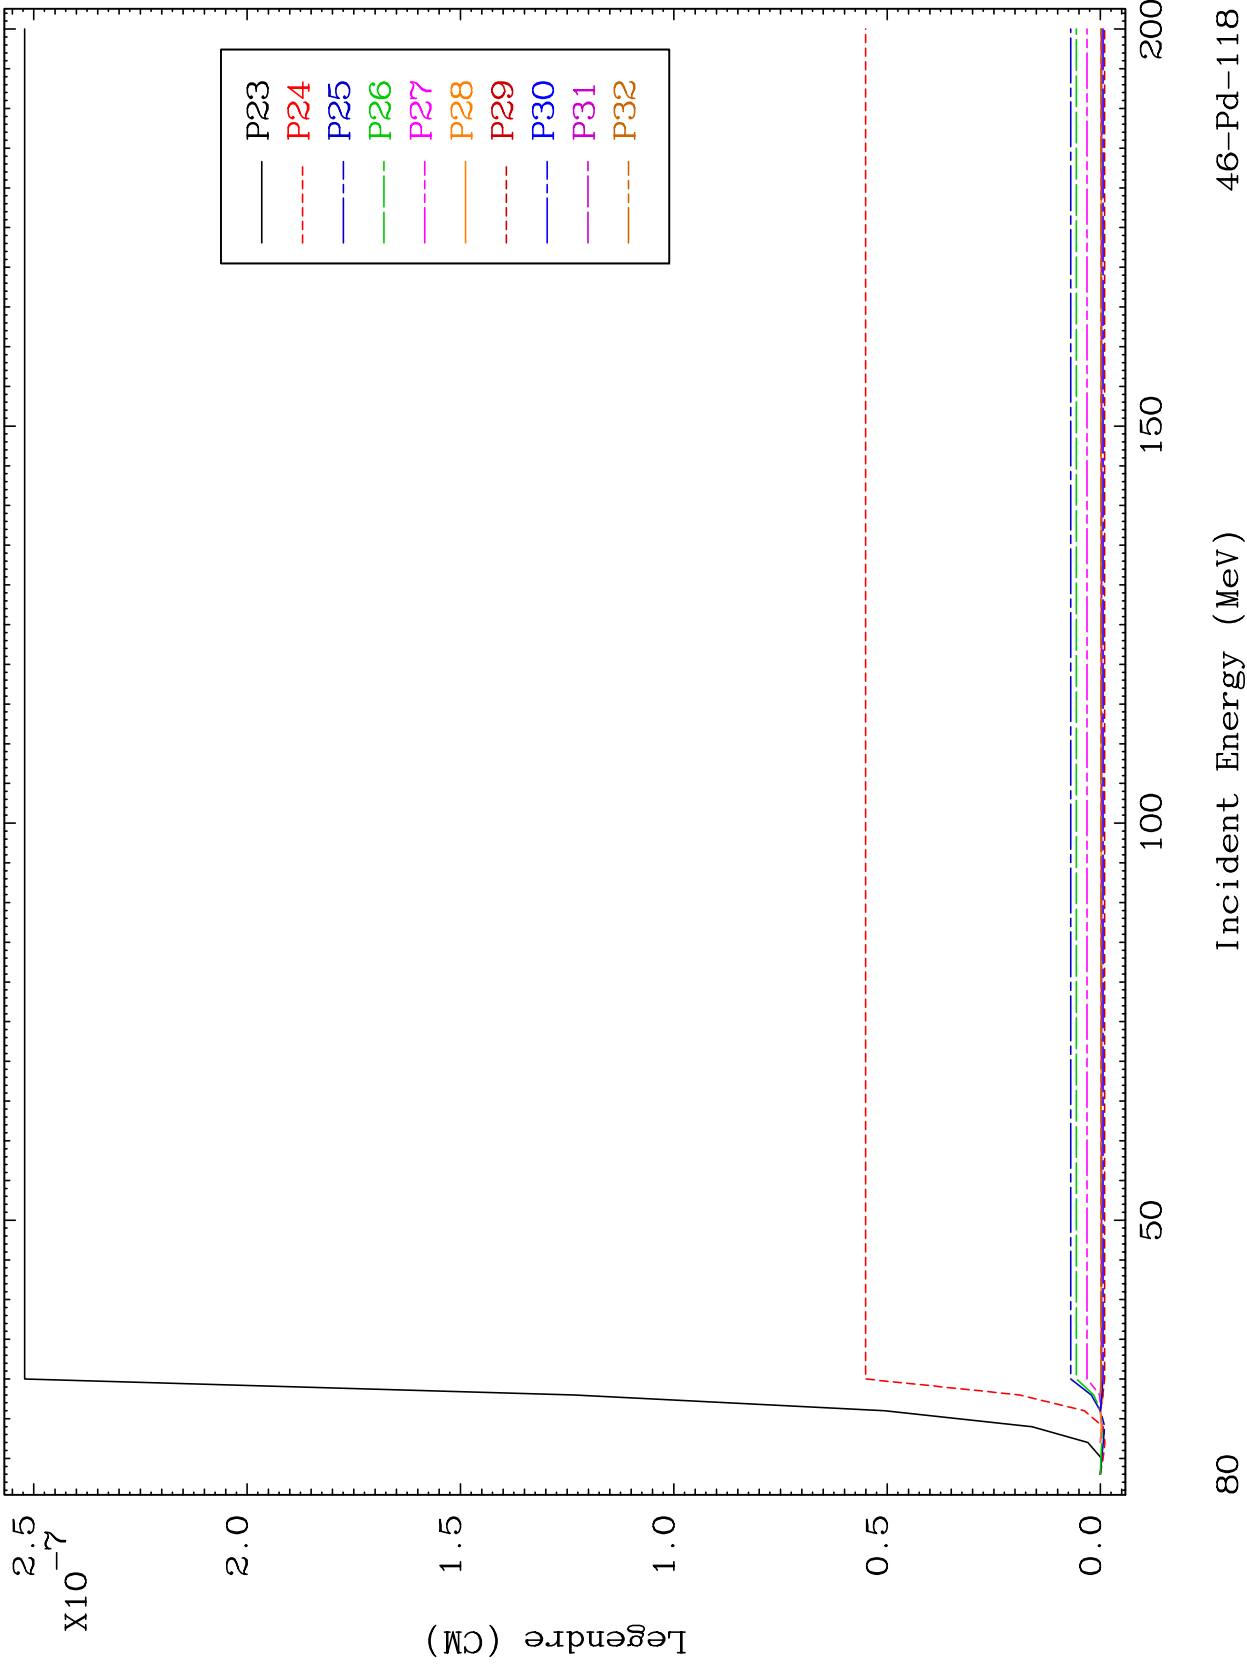 2.5
X10⁻⁷
2.0
1.5
1.0
0.5
0.0
Legendre (CM)
P23
P24
P25
P26
P27
P28
P29
P30
P31
P32
50
100
150
200
Incident Energy (MeV)
80
46-Pd-118